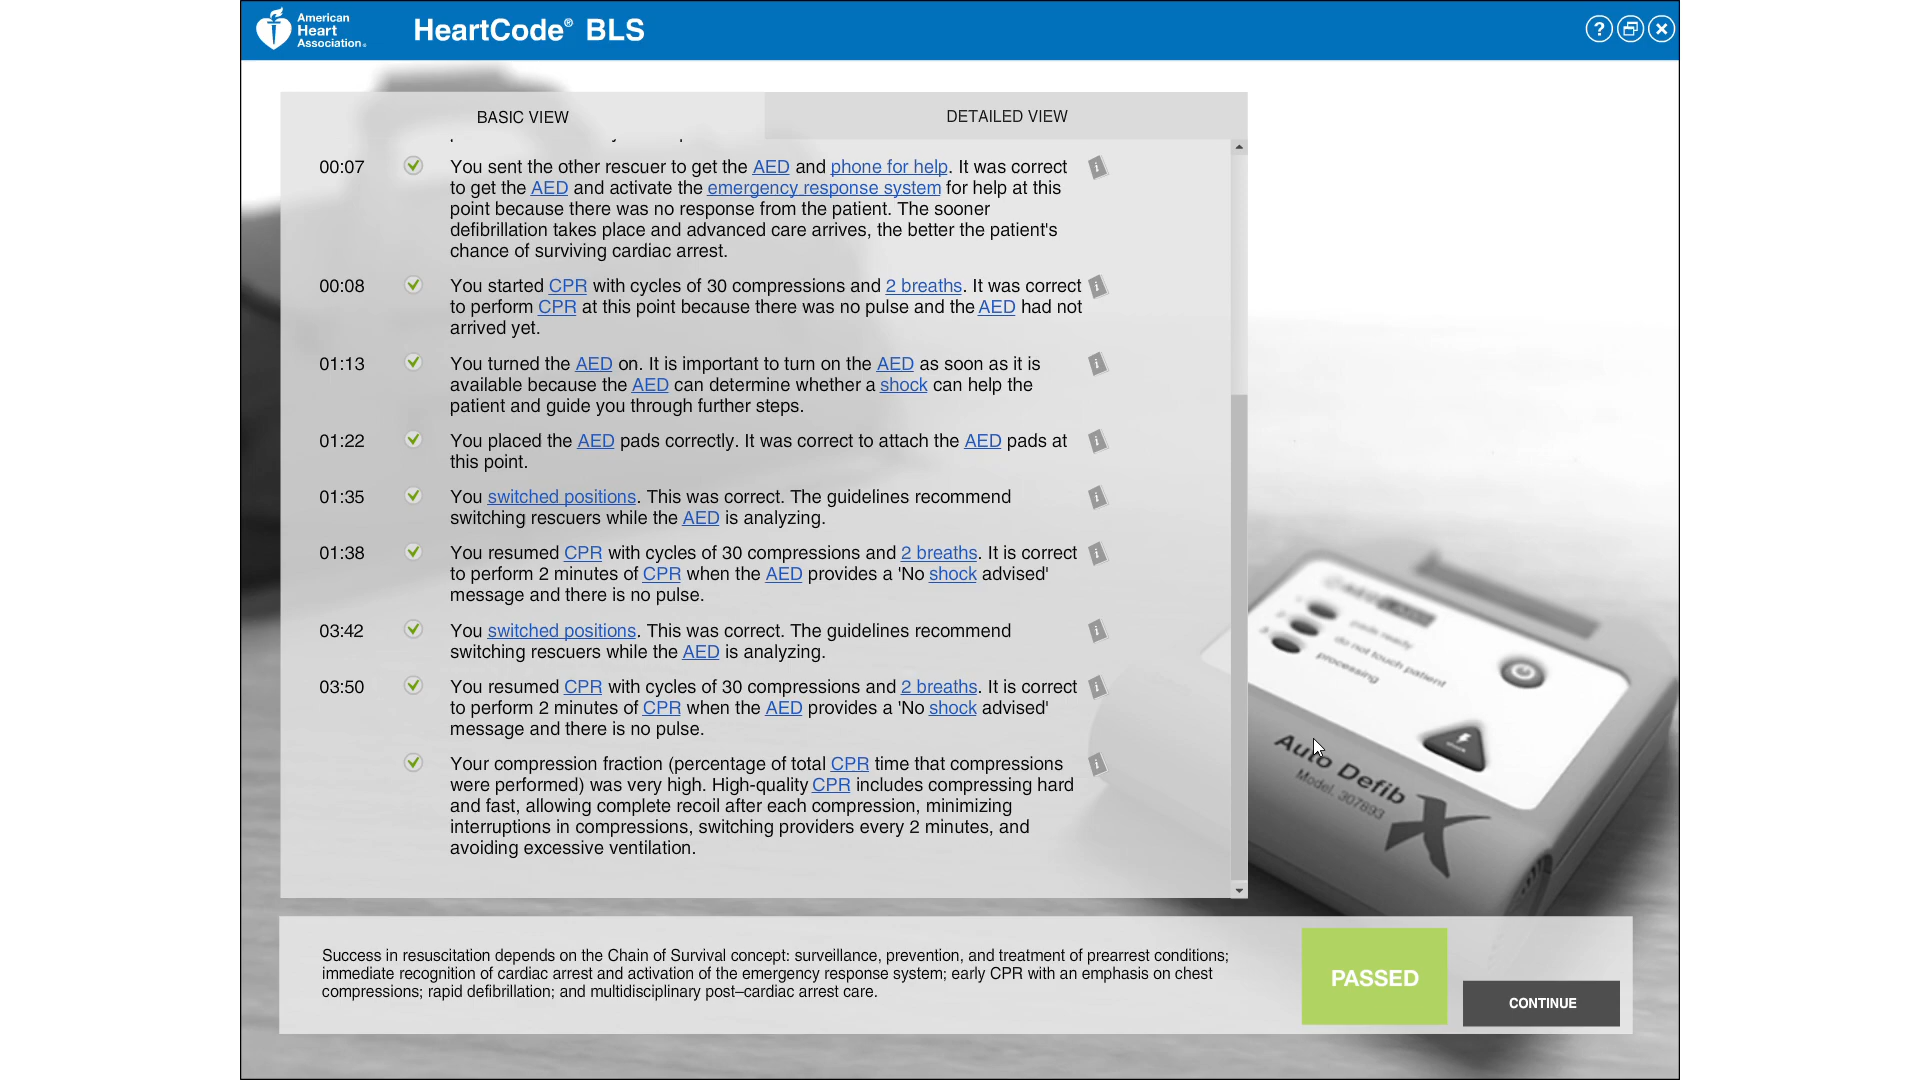 American
Heart
Association®
HeartCode® BLS
?
BASIC VIEW
DETAILED VIEW
00:07
You sent the other rescuer to get the AED and phone for help. It was correct
to get the AED and activate the emergency response system for help at this
point because there was no response from the patient. The sooner
defibrillation takes place and advanced care arrives, the better the patient's
chance of surviving cardiac arrest.
00:08
You started CPR with cycles of 30 compressions and 2 breaths. It was correct
to perform CPR at this point because there was no pulse and the AED had not
arrived yet.
01:13
You turned the AED on. It is important to turn on the AED as soon as it is
available because the AED can determine whether a shock can help the
patient and guide you through further steps.
01:22
You placed the AED pads correctly. It was correct to attach the AED pads at
this point.
01:35
You switched positions. This was correct. The guidelines recommend
switching rescuers while the AED is analyzing.
01:38
You resumed CPR with cycles of 30 compressions and 2 breaths. It is correct
to perform 2 minutes of CPR when the AED provides a 'No shock advised'
message and there is no pulse.
03:42
You switched positions. This was correct. The guidelines recommend
switching rescuers while the AED is analyzing.
03:50
You resumed CPR with cycles of 30 compressions and 2 breaths. It is correct
to perform 2 minutes of CPR when the AED provides a 'No shock advised'
message and there is no pulse.
Your compression fraction (percentage of total CPR time that compressions
were performed) was very high. High-quality CPR includes compressing hard
and fast, allowing complete recoil after each compression, minimizing
interruptions in compressions, switching providers every 2 minutes, and
avoiding excessive ventilation.
pads ready
do not touch patient
processing
Auto Defib X
Model. 307893
Success in resuscitation depends on the Chain of Survival concept: surveillance, prevention, and treatment of prearrest conditions;
immediate recognition of cardiac arrest and activation of the emergency response system; early CPR with an emphasis on chest
compressions; rapid defibrillation; and multidisciplinary post–cardiac arrest care.
PASSED
CONTINUE